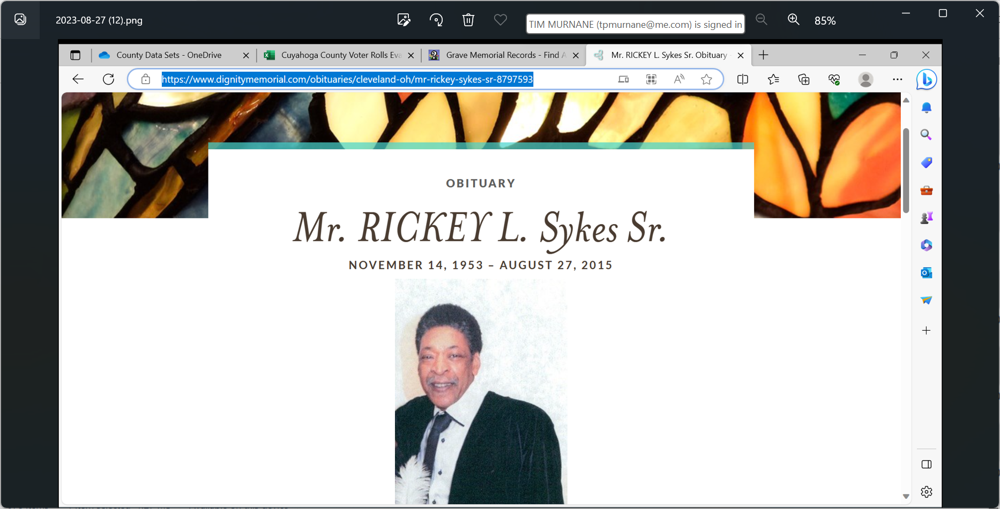 2023-08-27 (12).png
TIM MURNANE (tpmurnane@me.com) is signed in
85%
County Data Sets - OneDrive
Cuyahoga County Voter Rolls Eva
Grave Memorial Records - Find A
Mr. RICKEY L. Sykes Sr. Obituary
https://www.dignitymemorial.com/obituaries/cleveland-oh/mr-rickey-sykes-sr-8797593
OBITUARY
Mr. RICKEY L. Sykes Sr.
NOVEMBER 14, 1953 – AUGUST 27, 2015